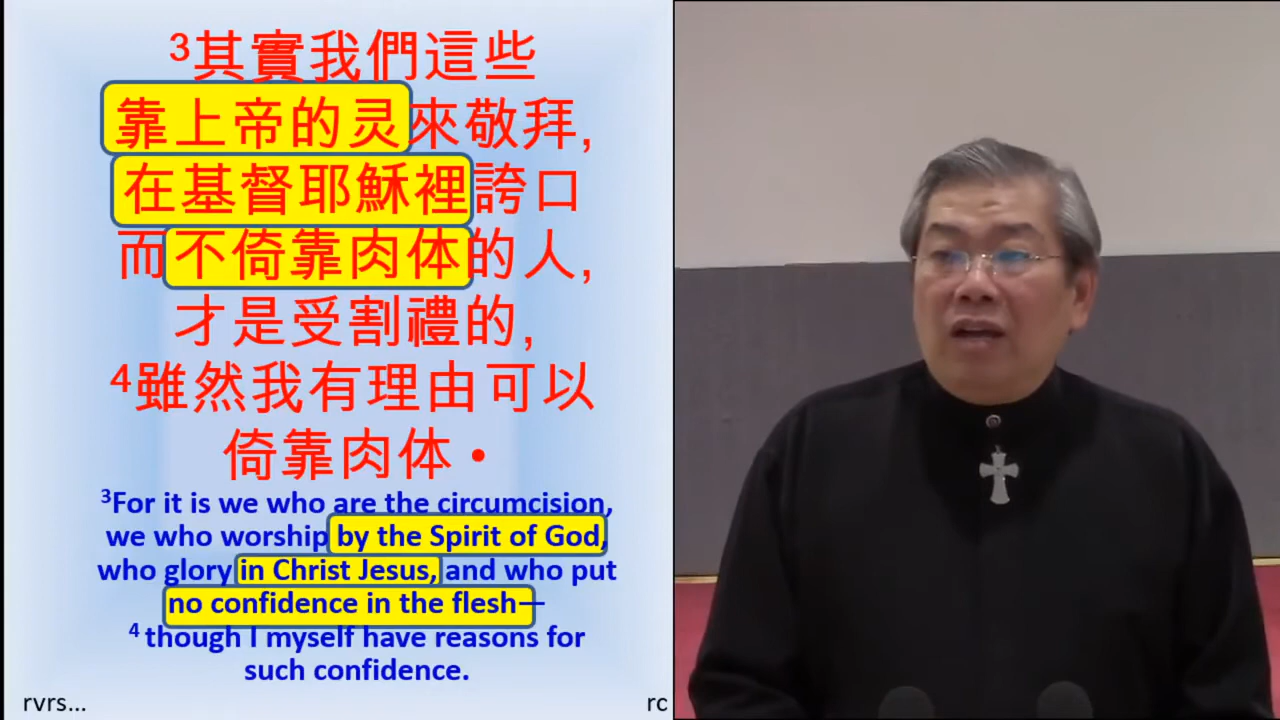 ³其實我們這些
靠上帝的灵來敬拜,
在基督耶穌裡誇口
而不倚靠肉体的人,
才是受割禮的,
⁴雖然我有理由可以
倚靠肉体•
³For it is we who are the circumcision,
we who worship by the Spirit of God,
who glory in Christ Jesus, and who put
no confidence in the flesh—
⁴ though I myself have reasons for
such confidence.
rvrs...
rc